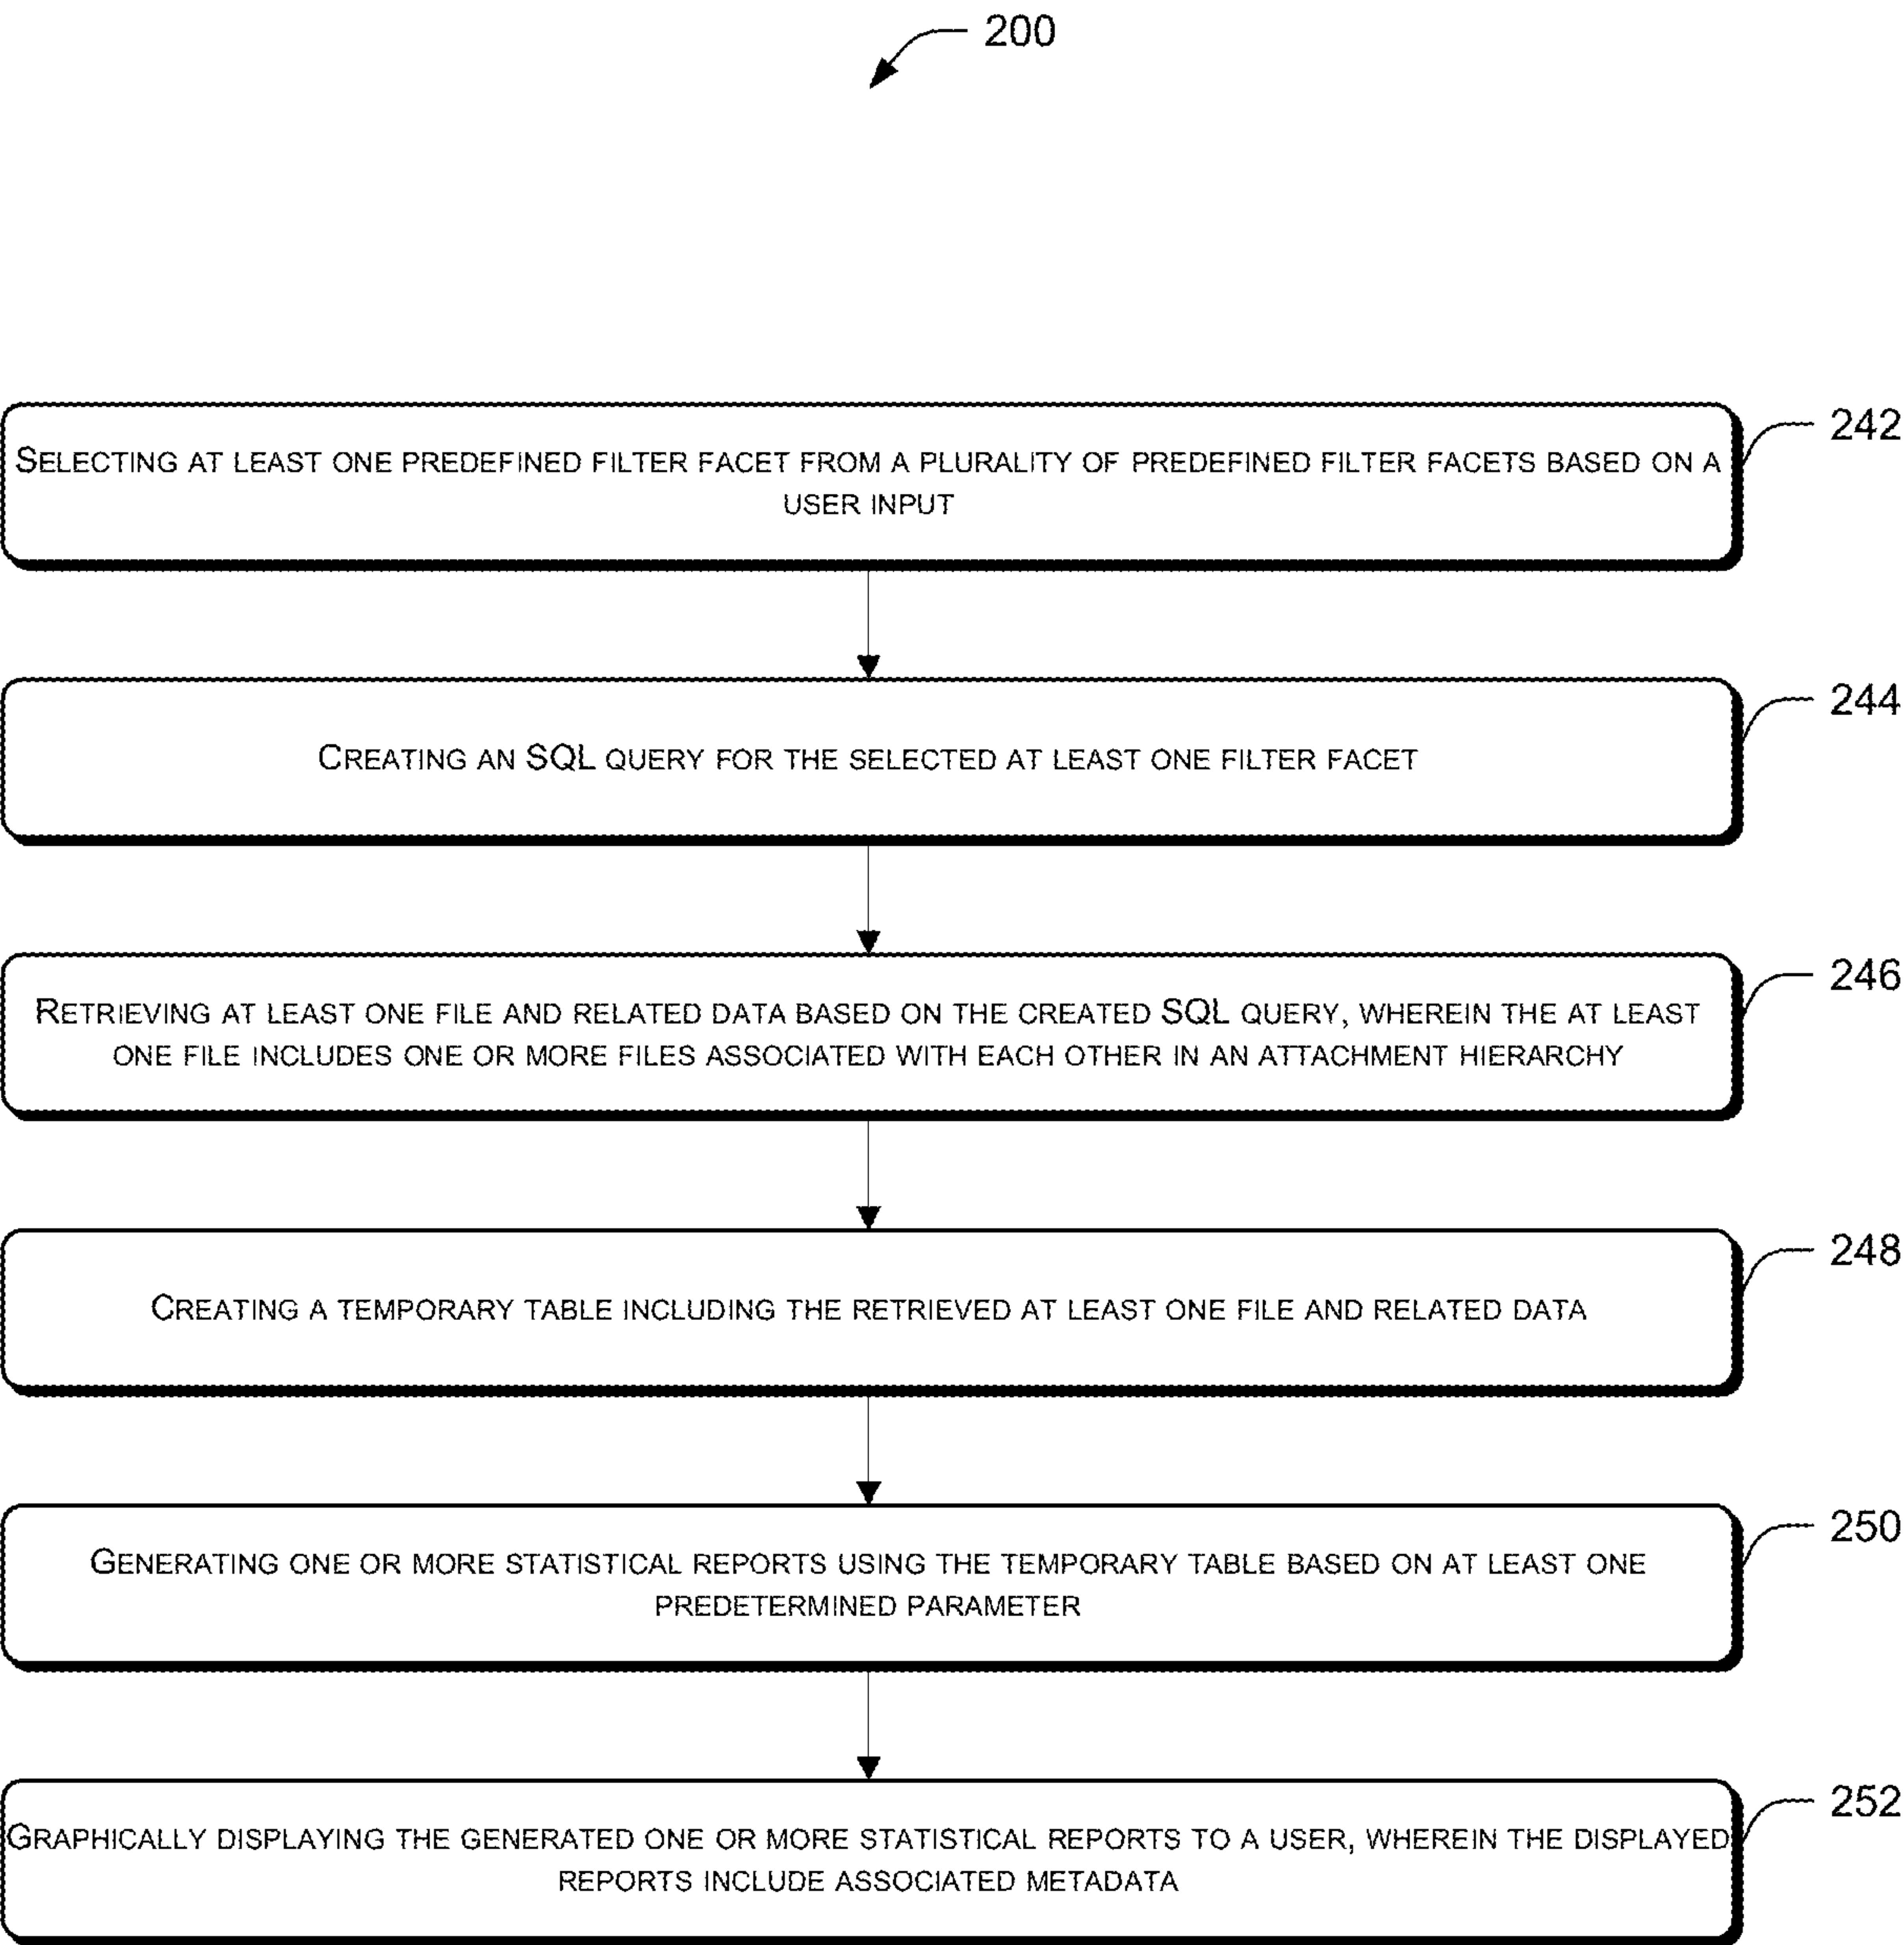 200
242
SELECTING AT LEAST ONE PREDEFINED FILTER FACET FROM A PLURALITY OF PREDEFINED FILTER FACETS BASED ON A
USER INPUT
244
CREATING AN SQL QUERY FOR THE SELECTED AT LEAST ONE FILTER FACET
246
RETRIEVING AT LEAST ONE FILE AND RELATED DATA BASED ON THE CREATED SQL QUERY, WHEREIN THE AT LEAST
ONE FILE INCLUDES ONE OR MORE FILES ASSOCIATED WITH EACH OTHER IN AN ATTACHMENT HIERARCHY
248
CREATING A TEMPORARY TABLE INCLUDING THE RETRIEVED AT LEAST ONE FILE AND RELATED DATA
250
GENERATING ONE OR MORE STATISTICAL REPORTS USING THE TEMPORARY TABLE BASED ON AT LEAST ONE
PREDETERMINED PARAMETER
252
GRAPHICALLY DISPLAYING THE GENERATED ONE OR MORE STATISTICAL REPORTS TO A USER, WHEREIN THE DISPLAYED
REPORTS INCLUDE ASSOCIATED METADATA